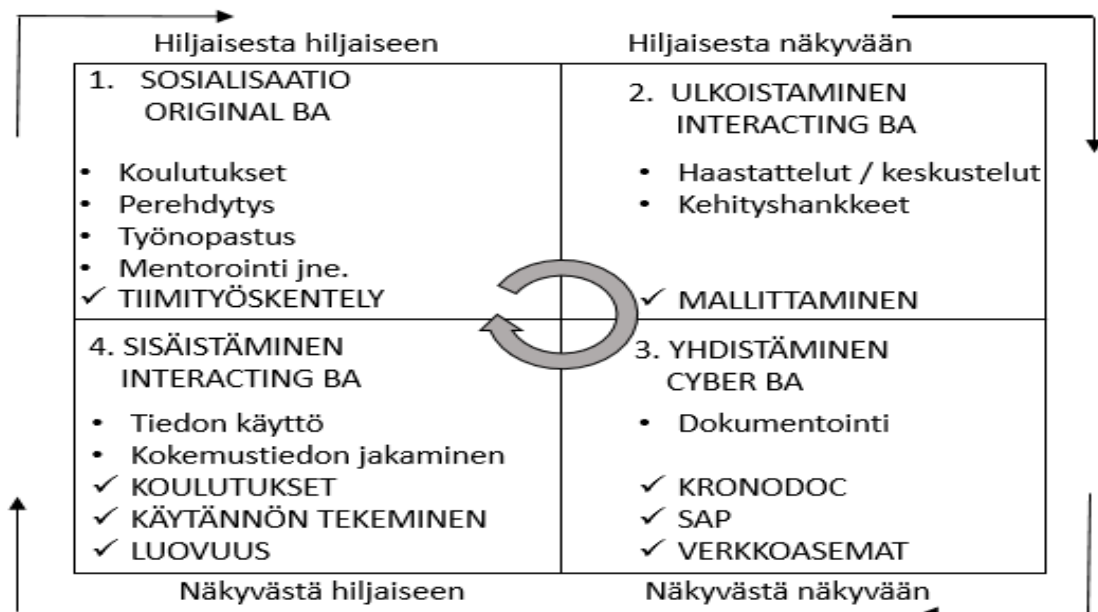 Hiljaisesta hiljaiseen
Hiljaisesta näkyvään
1. SOSIALISAATIO
ORIGINAL BA
• Koulutukset
• Perehdytys
• Työnopastus
• Mentorointi jne.
✓ TIIMITYÖSKENTELY
2. ULKOISTAMINEN
INTERACTING BA
• Haastattelut / keskustelut
• Kehityshankkeet
✓ MALLITTAMINEN
4. SISÄISTÄMINEN
INTERACTING BA
• Tiedon käyttö
• Kokemustiedon jakaminen
✓ KOULUTUKSET
✓ KÄYTÄNNÖN TEKEMINEN
✓ LUOVUUS
3. YHDISTÄMINEN
CYBER BA
• Dokumentointi
✓ KRONODOC
✓ SAP
✓ VERKKOASEMAT
Näkyvästä hiljaiseen
Näkyvästä näkyvään